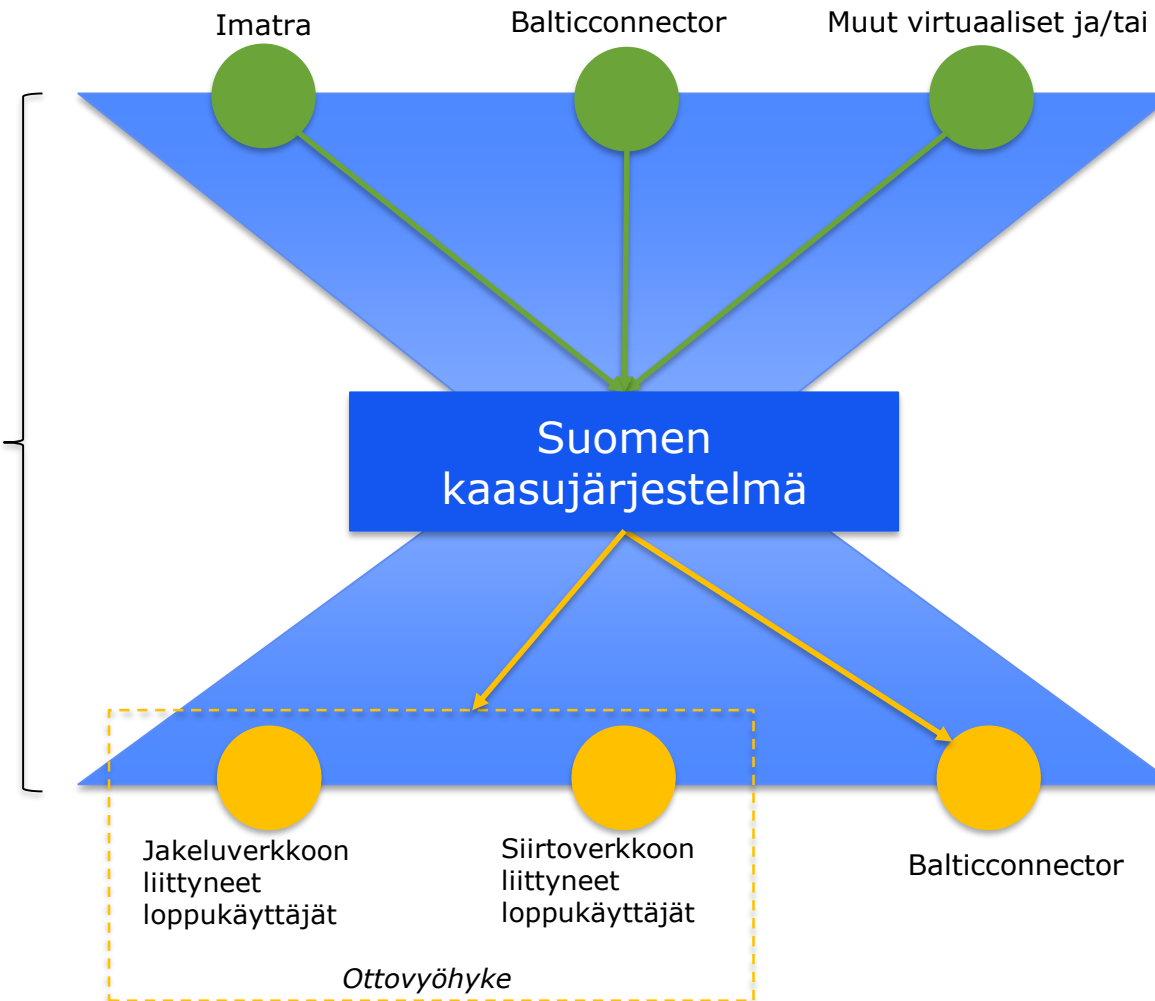 Imatra
Balticconnector
Muut virtuaaliset ja/tai
Suomen
kaasujärjestelmä
Jakeluverkkoon
liittyneet
loppukäyttäjät
Siirtoverkkoon
liittyneet
loppukäyttäjät
Balticconnector
Ottovyöhyke